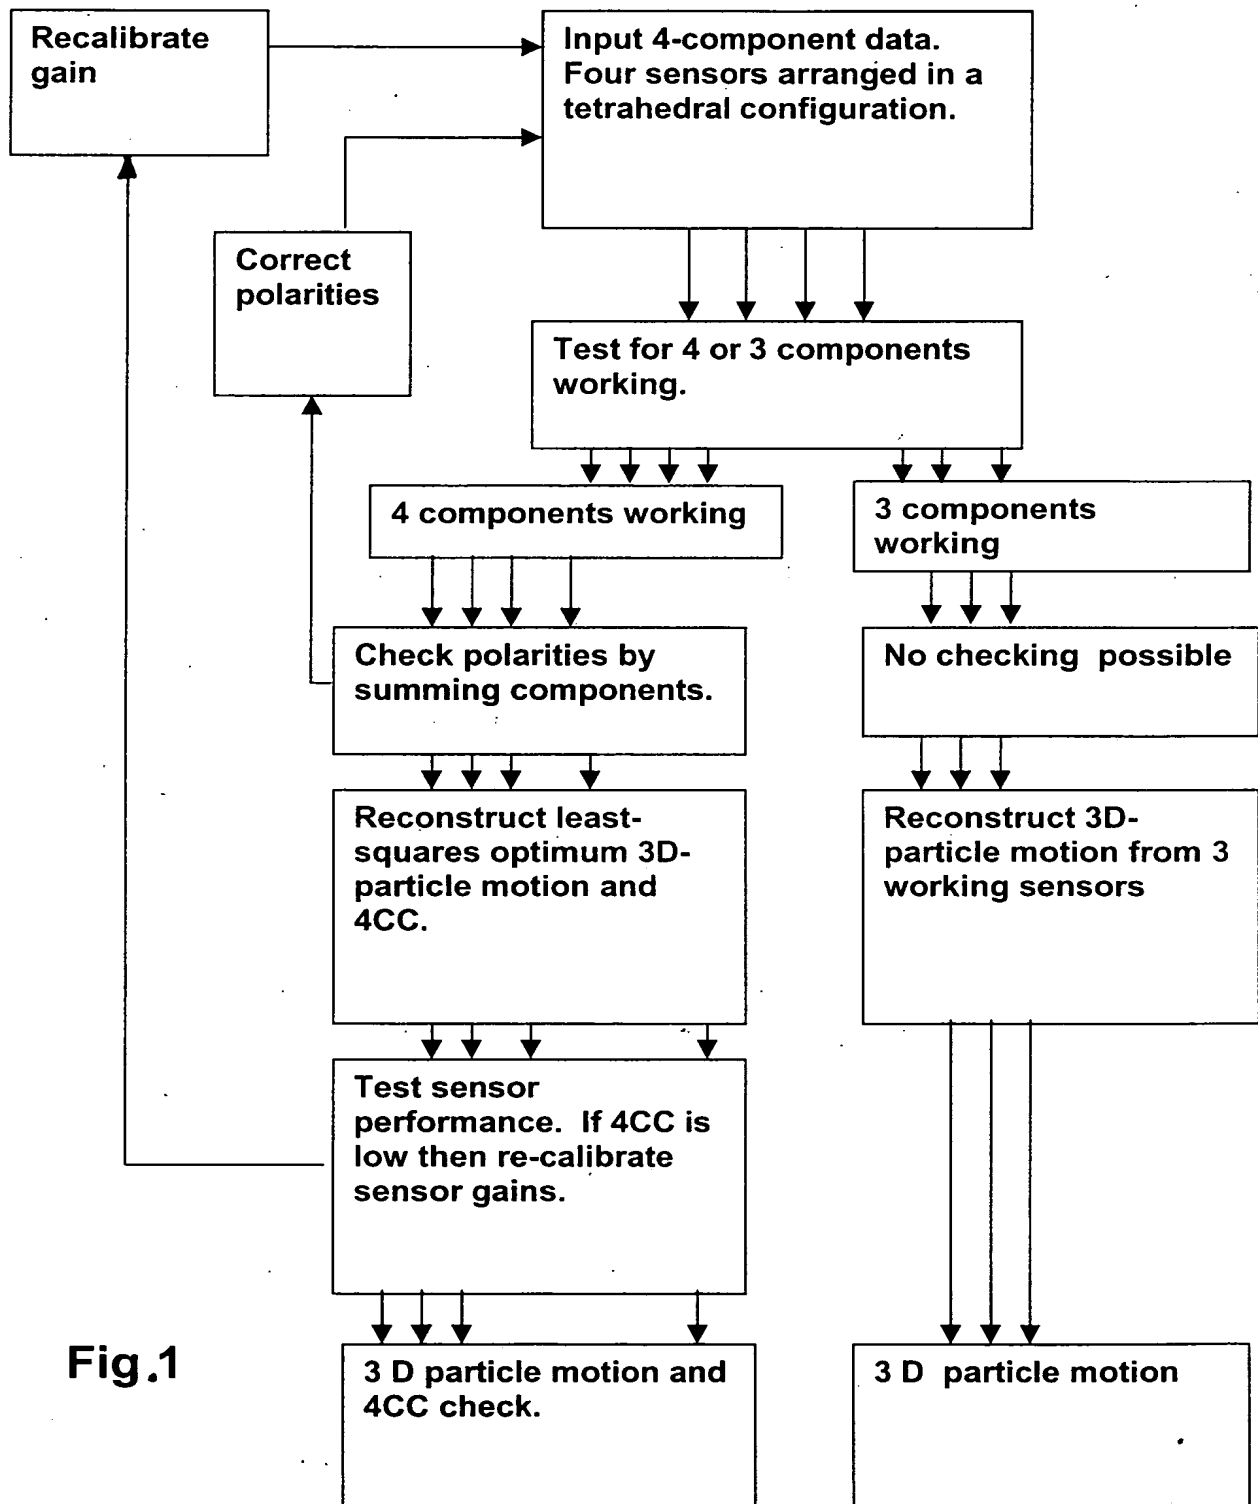 Recalibrate
gain
Input 4-component data.
Four sensors arranged in a
tetrahedral configuration.
Correct
polarities
Test for 4 or 3 components
working.
4 components working
3 components
working
Check polarities by
summing components.
No checking possible
Reconstruct least-
squares optimum 3D-
particle motion and
4CC.
Reconstruct 3D-
particle motion from 3
working sensors
Test sensor
performance. If 4CC is
low then re-calibrate
sensor gains.
3 D particle motion and
4CC check.
3 D particle motion
Fig.1